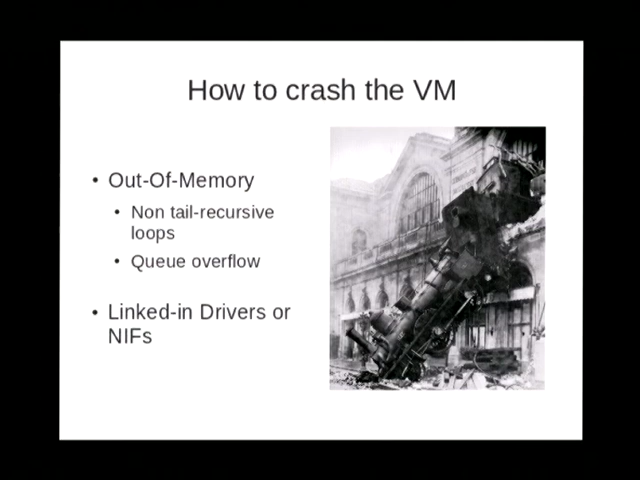 How to crash the VM
• Out-Of-Memory
• Non tail-recursive
loops
• Queue overflow
• Linked-in Drivers or
NIFs